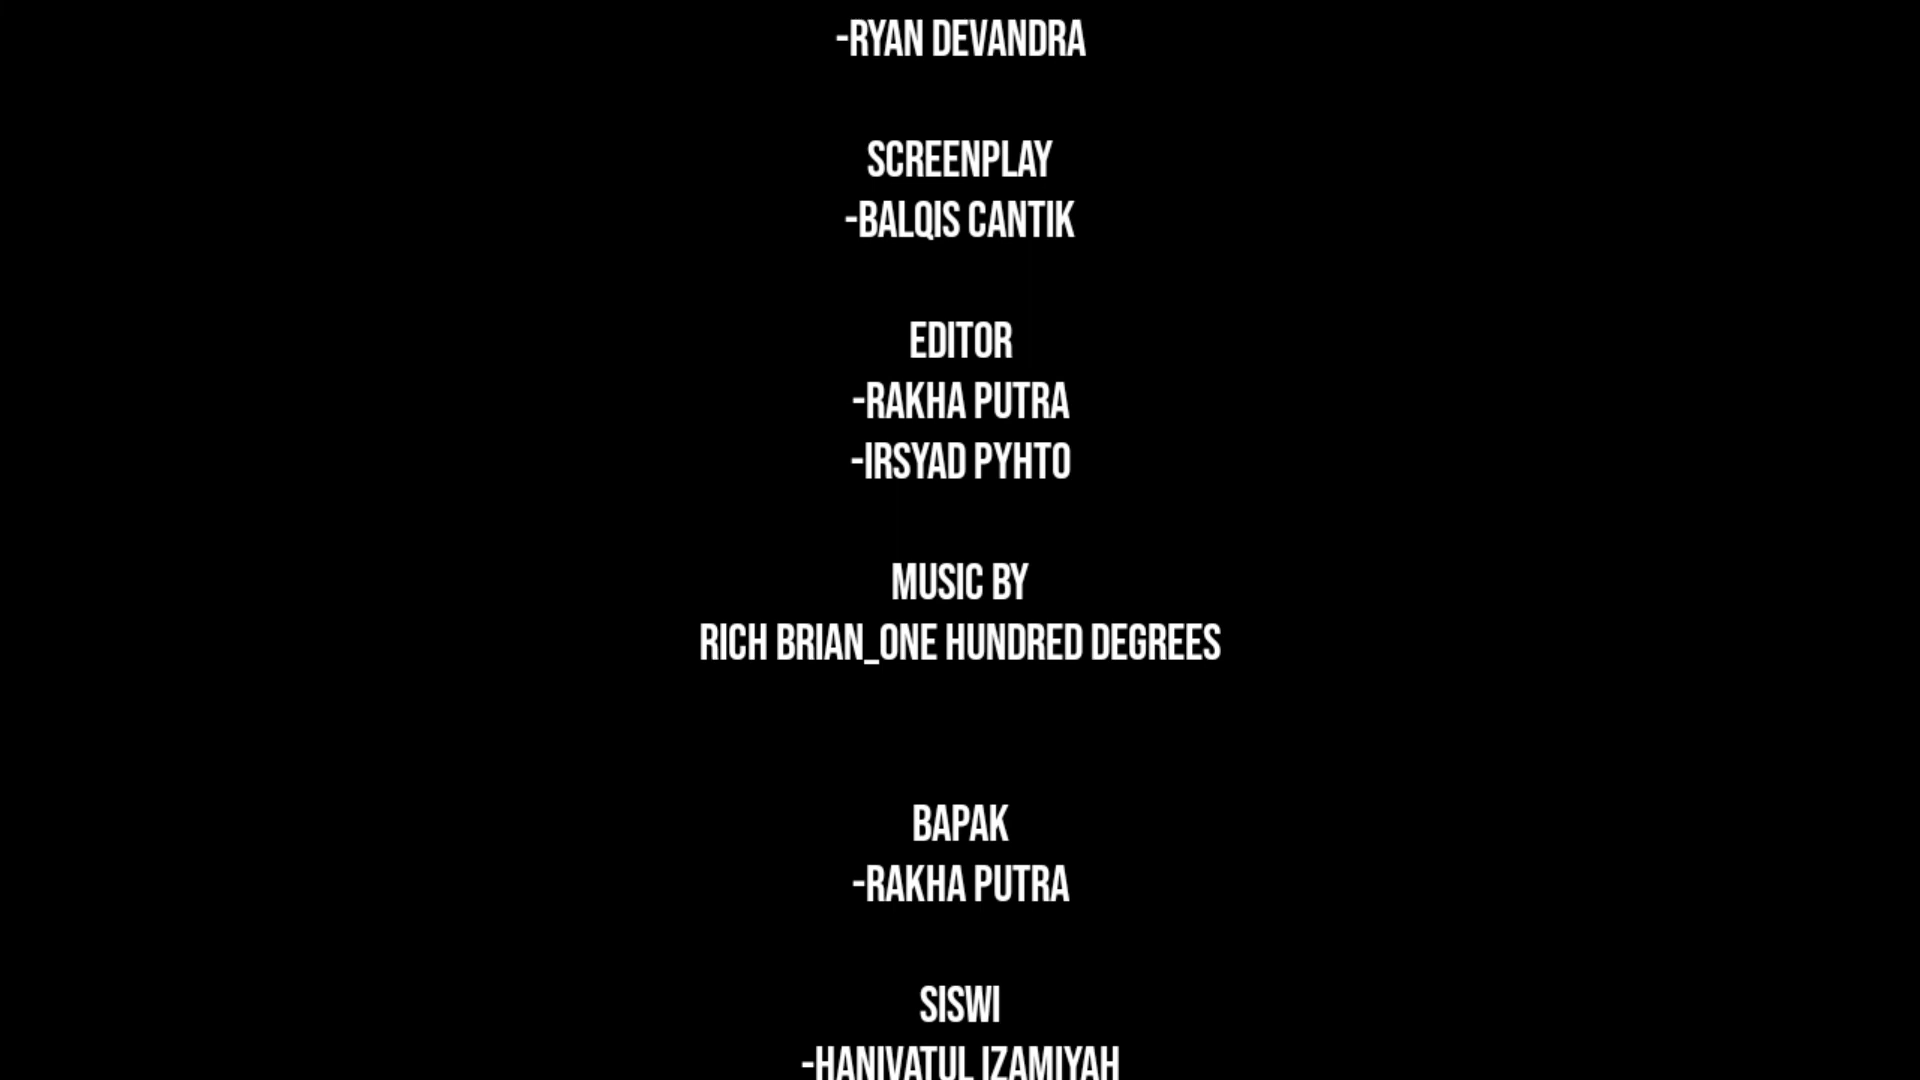 -RYAN DEVANDRA
SCREENPLAY
-BALQIS CANTIK
EDITOR
-RAKHA PUTRA
-IRSYAD PYHTO
MUSIC BY
RICH BRIAN_ONE HUNDRED DEGREES
BAPAK
-RAKHA PUTRA
SISWI
-HANIVATUL IZAMIYAH